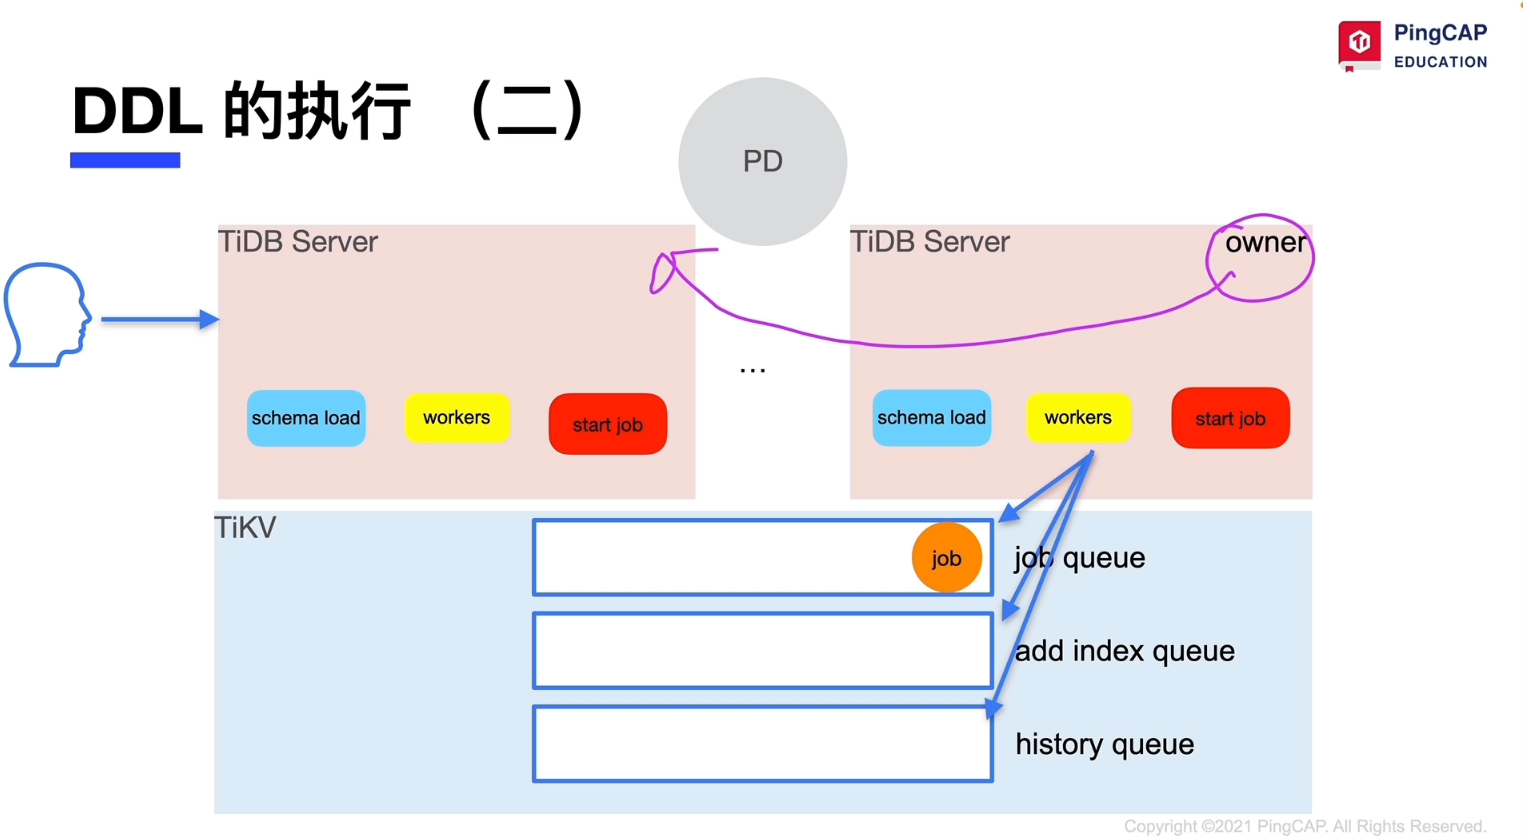 PingCAP
EDUCATION
DDL 的执行 （二）
PD
TiDB Server
TiDB Server
owner
...
schema load
workers
start job
schema load
workers
start job
TiKV
job
job queue
add index queue
history queue
Copyright ©2021 PingCAP. All Rights Reserved.